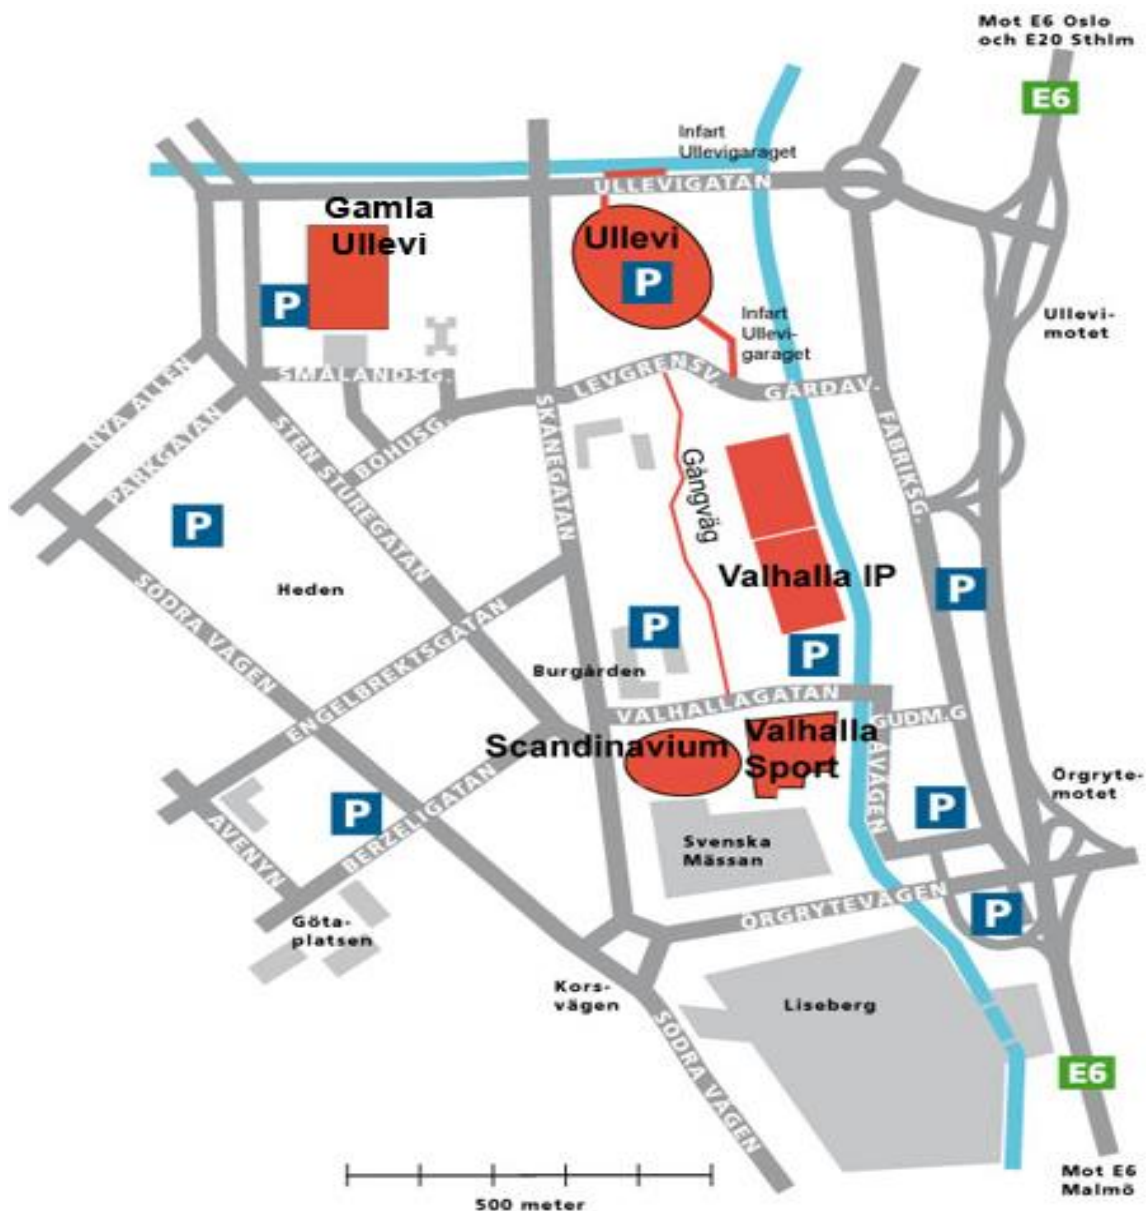 Mot E6 Oslo
och E20 Sthlm
E6
Infart
Ullevigaraget
ULLEVIGATAN
Gamla
Ullevi
Ullevi
P
P
Infart
Ullevi-
garaget
Ullevi-
motet
SMÅLANDSG.
LEVGRENSV.
GÅRDAV.
NYA ALLÉN
PARKGATAN
STEN STUREGATAN
BOHUSG.
SKÅNEGATAN
FABRIKSG.
Gångväg
P
Heden
Valhalla IP
P
P
P
SÖDRA VÄGEN
ENGELBREKTSGATAN
Burgården
VALHALLAGATAN
GUDM.G
Scandinavium
Valhalla
Sport
ÅVÄGEN
Örgryte-
motet
P
P
AVENYN
BERZELIIGATAN
Svenska
Mässan
Göta-
platsen
ÖRGRYTEVÄGEN
P
Kors-
vägen
Liseberg
SÖDRA VÄGEN
E6
Mot E6
Malmö
500 meter